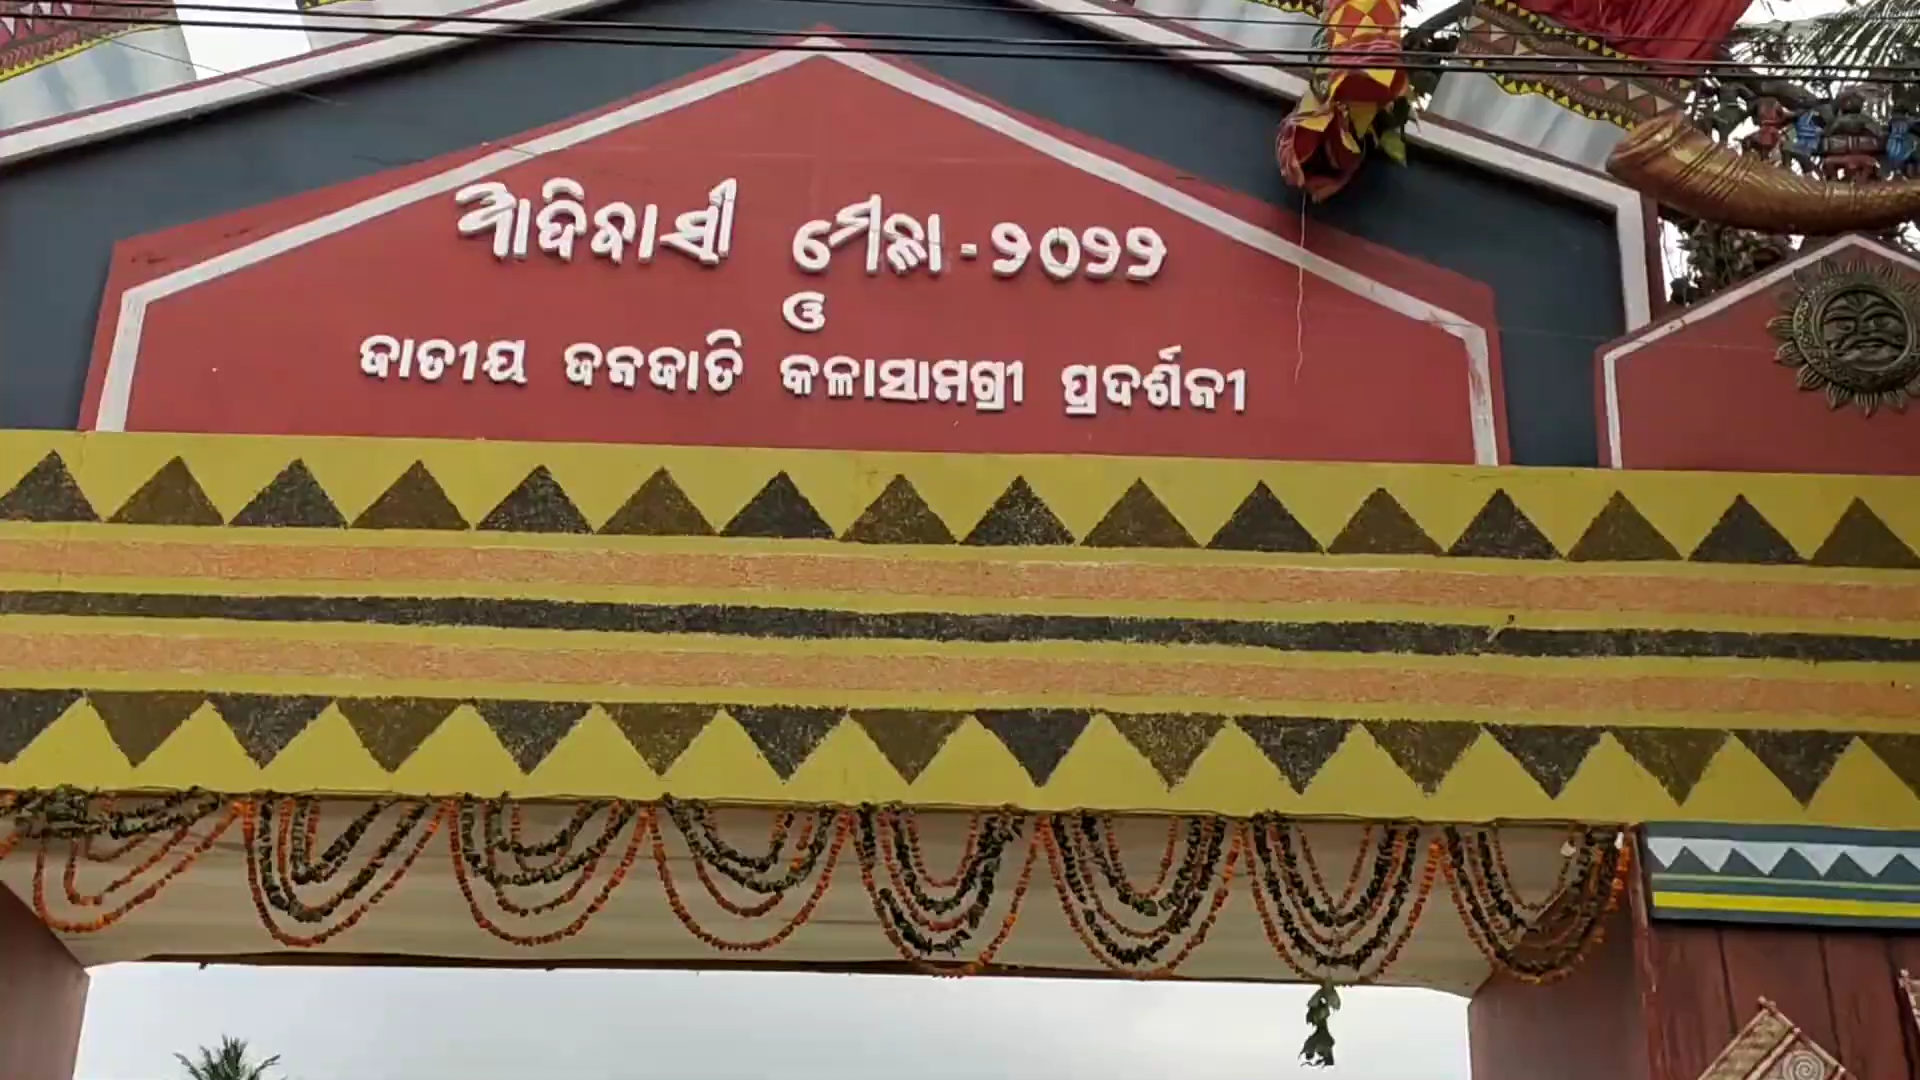 ଆଦିବାସୀ ମେଳା - ୨୦୨୨
ଓ
ଜାତୀୟ ଜନଜାତି କଳାସାମଗ୍ରୀ ପ୍ରଦର୍ଶନୀ